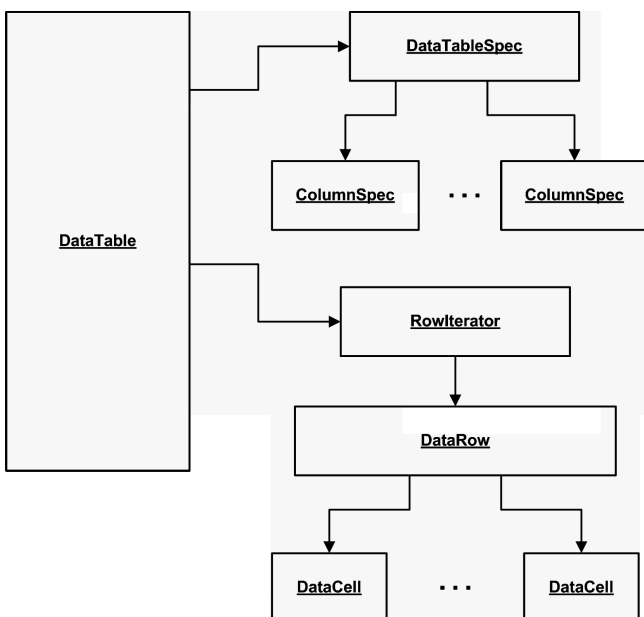 DataTableSpec
ColumnSpec ... ColumnSpec
DataTable
RowIterator
DataRow
DataCell ... DataCell